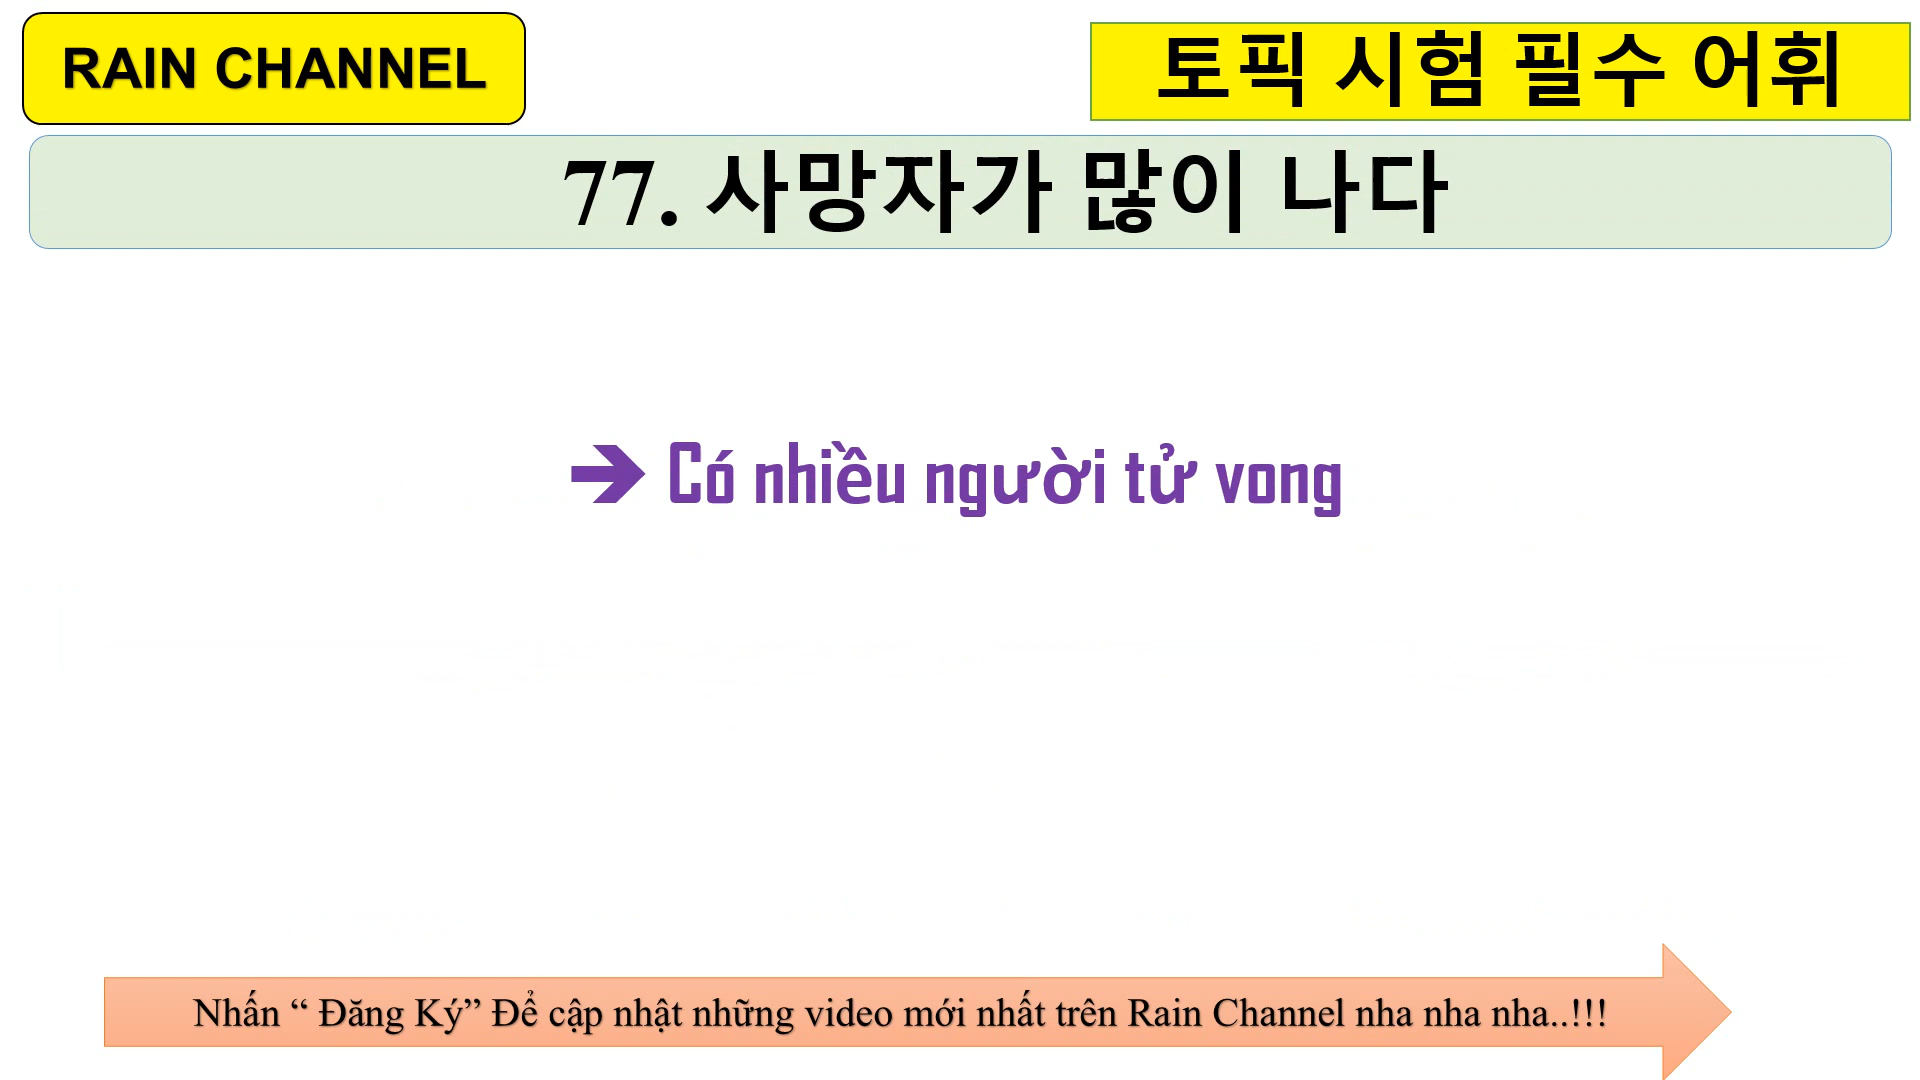 RAIN CHANNEL
토픽 시험 필수 어휘
77. 사망자가 많이 나다
➔ Có nhiều người tử vong
Nhấn “ Đăng Ký” Để cập nhật những video mới nhất trên Rain Channel nha nha nha..!!!